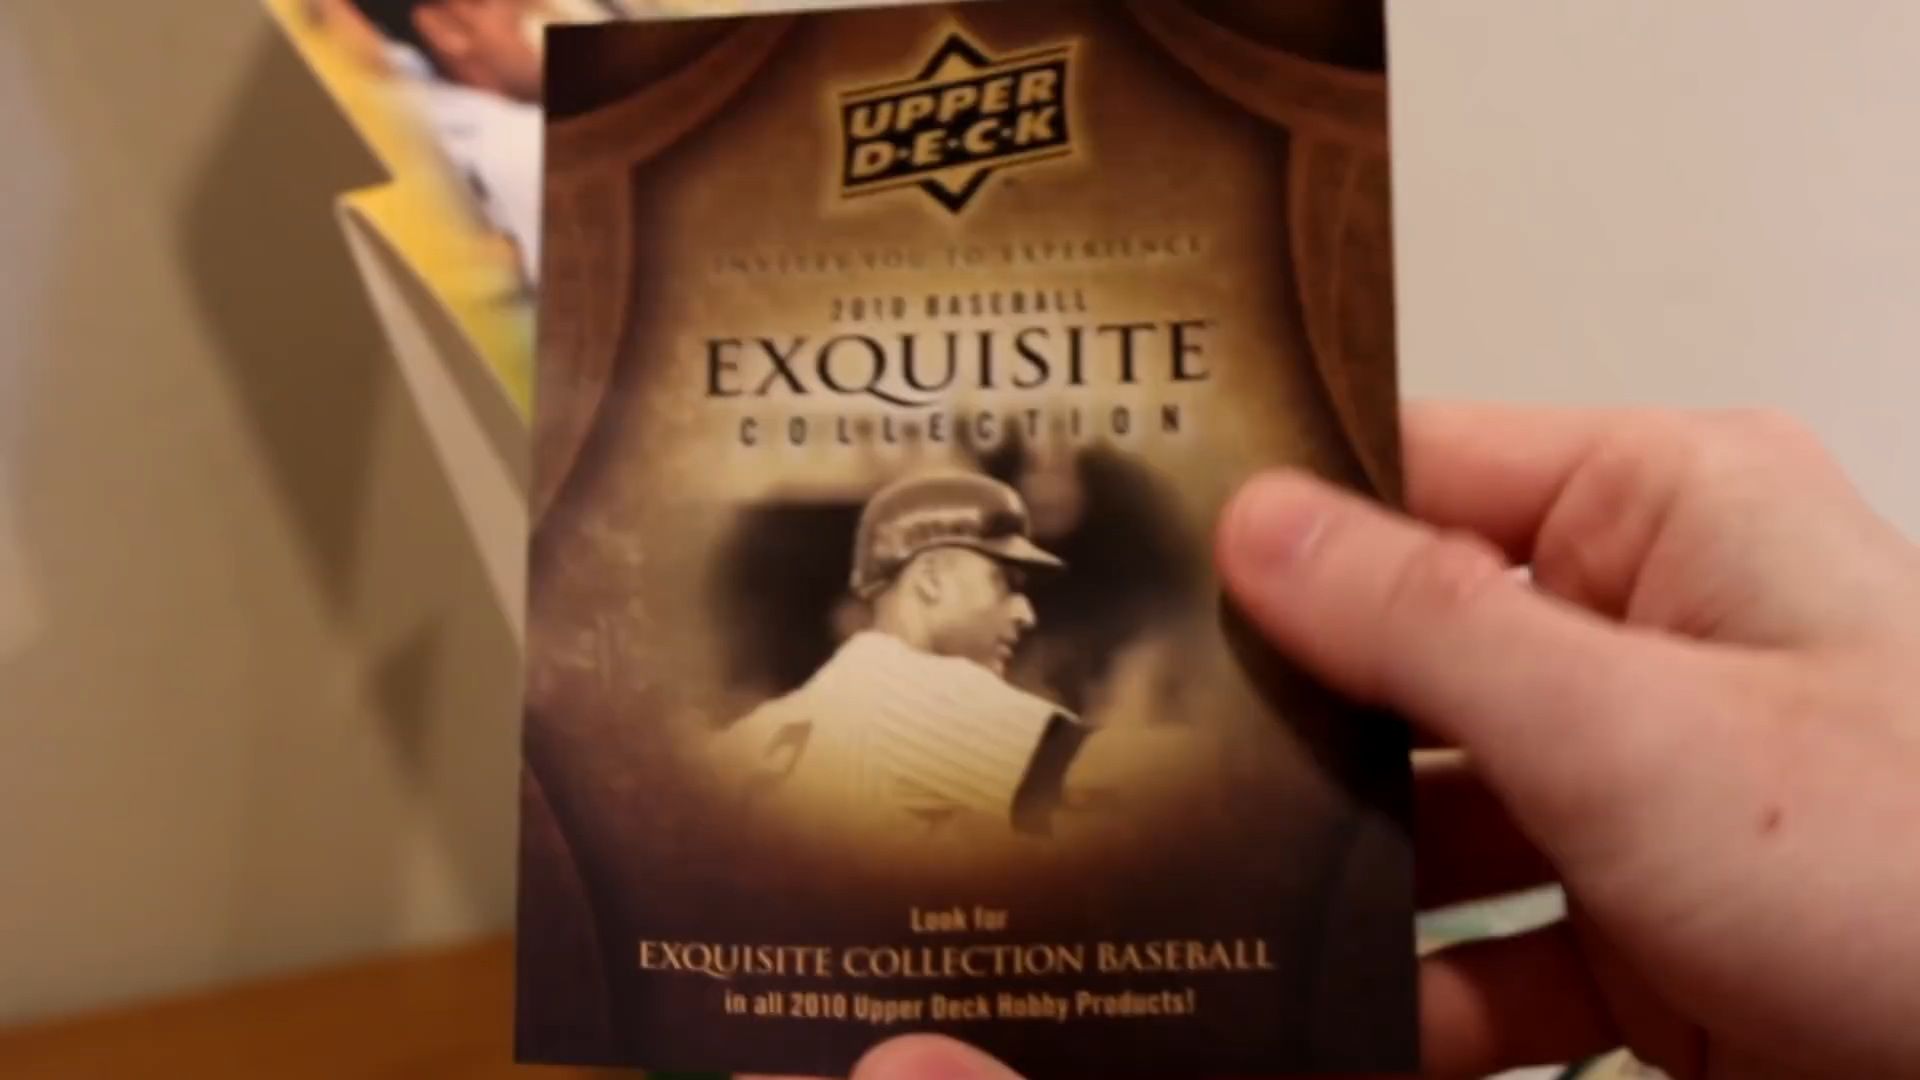 UPPER
D·E·C·K
INVITES YOU TO EXPERIENCE
2010 BASEBALL
EXQUISITE
COLLECTION
Look for
EXQUISITE COLLECTION BASEBALL
in all 2010 Upper Deck Hobby Products!